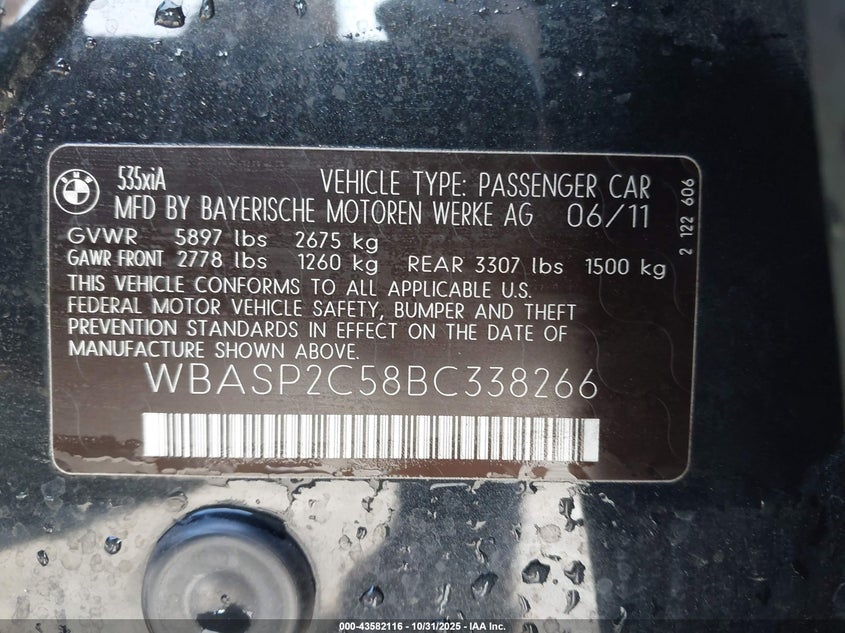 BMW
535xiA VEHICLE TYPE: PASSENGER CAR
MFD BY BAYERISCHE MOTOREN WERKE AG 06/11
GVWR 5897 lbs 2675 kg
GAWR FRONT 2778 lbs 1260 kg REAR 3307 lbs 1500 kg
THIS VEHICLE CONFORMS TO ALL APPLICABLE U.S.
FEDERAL MOTOR VEHICLE SAFETY, BUMPER AND THEFT
PREVENTION STANDARDS IN EFFECT ON THE DATE OF
MANUFACTURE SHOWN ABOVE.
WBASP2C58BC338266
2 122 606
000-43582116 - 10/31/2025 - IAA Inc.